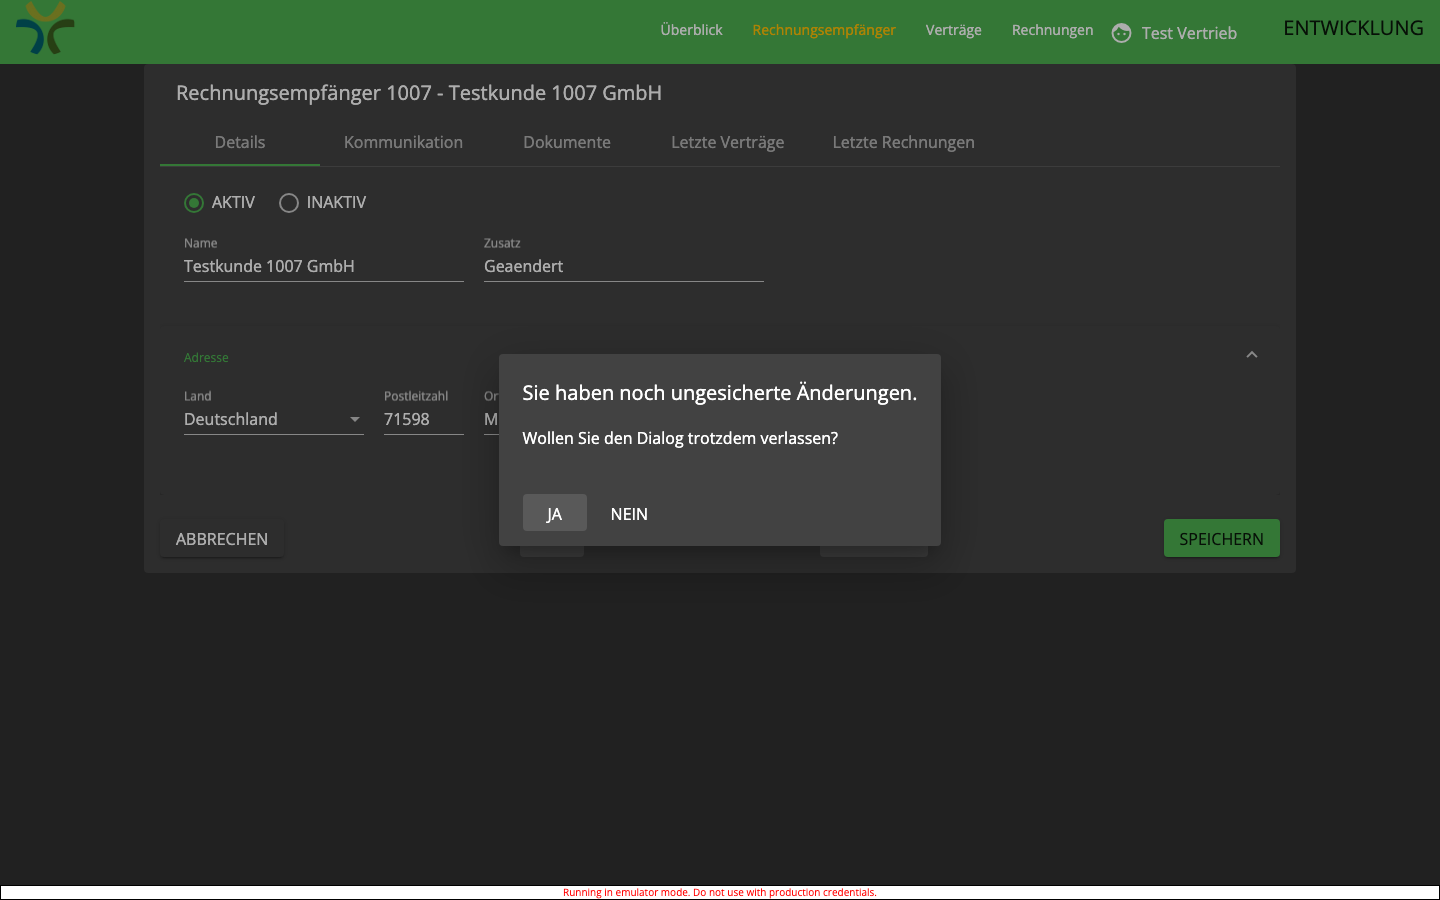 Überblick Rechnungsempfänger Verträge Rechnungen Test Vertrieb ENTWICKLUNG
Rechnungsempfänger 1007 - Testkunde 1007 GmbH
Details Kommunikation Dokumente Letzte Verträge Letzte Rechnungen
AKTIV INAKTIV
Name Zusatz
Testkunde 1007 GmbH Geaendert
Adresse
Land Postleitzahl Or
Deutschland 71598 M
Sie haben noch ungesicherte Änderungen.
Wollen Sie den Dialog trotzdem verlassen?
JA NEIN
ABBRECHEN SPEICHERN
Running in emulator mode. Do not use with production credentials.